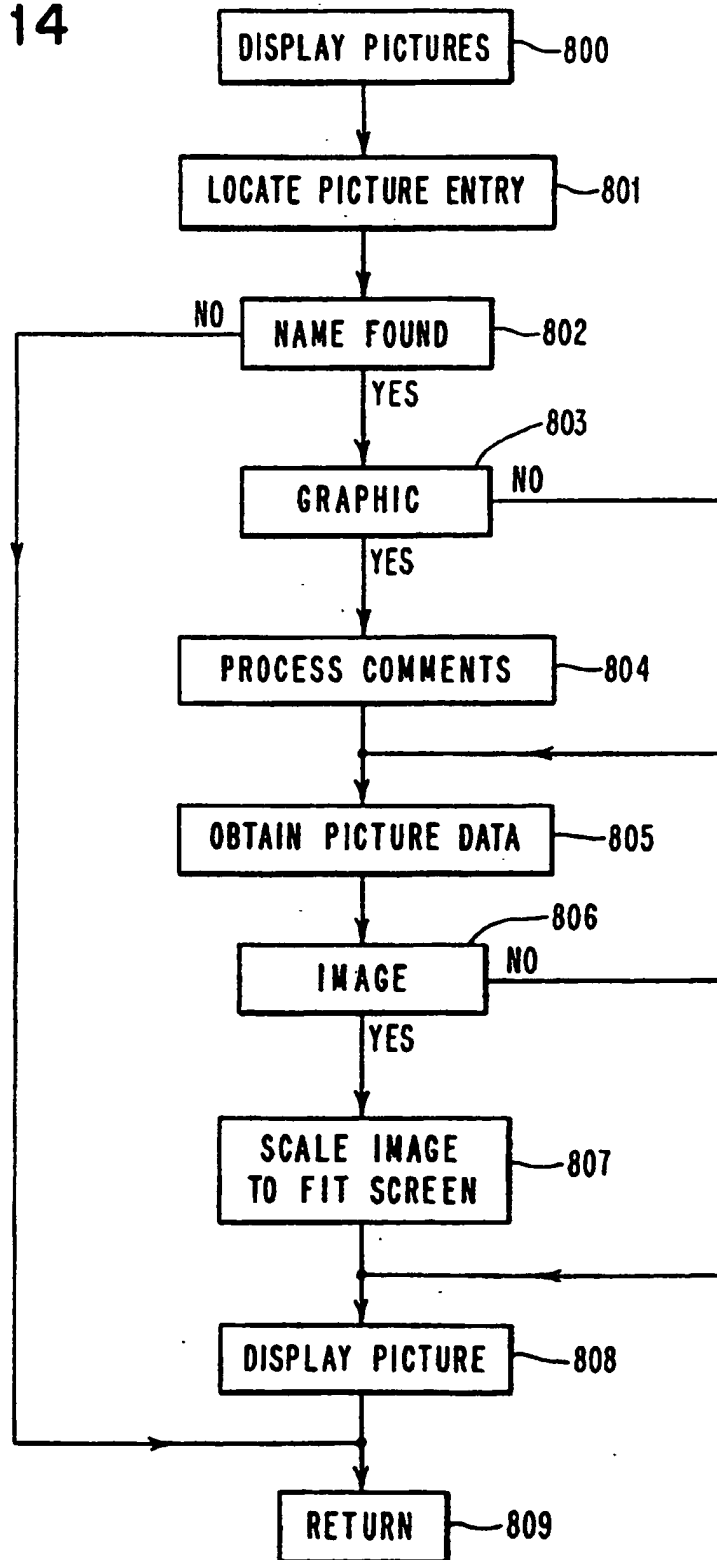 14
DISPLAY PICTURES 800
LOCATE PICTURE ENTRY 801
NO NAME FOUND 802
YES
803
GRAPHIC NO
YES
PROCESS COMMENTS 804
OBTAIN PICTURE DATA 805
806
IMAGE NO
YES
SCALE IMAGE
TO FIT SCREEN 807
DISPLAY PICTURE 808
RETURN 809